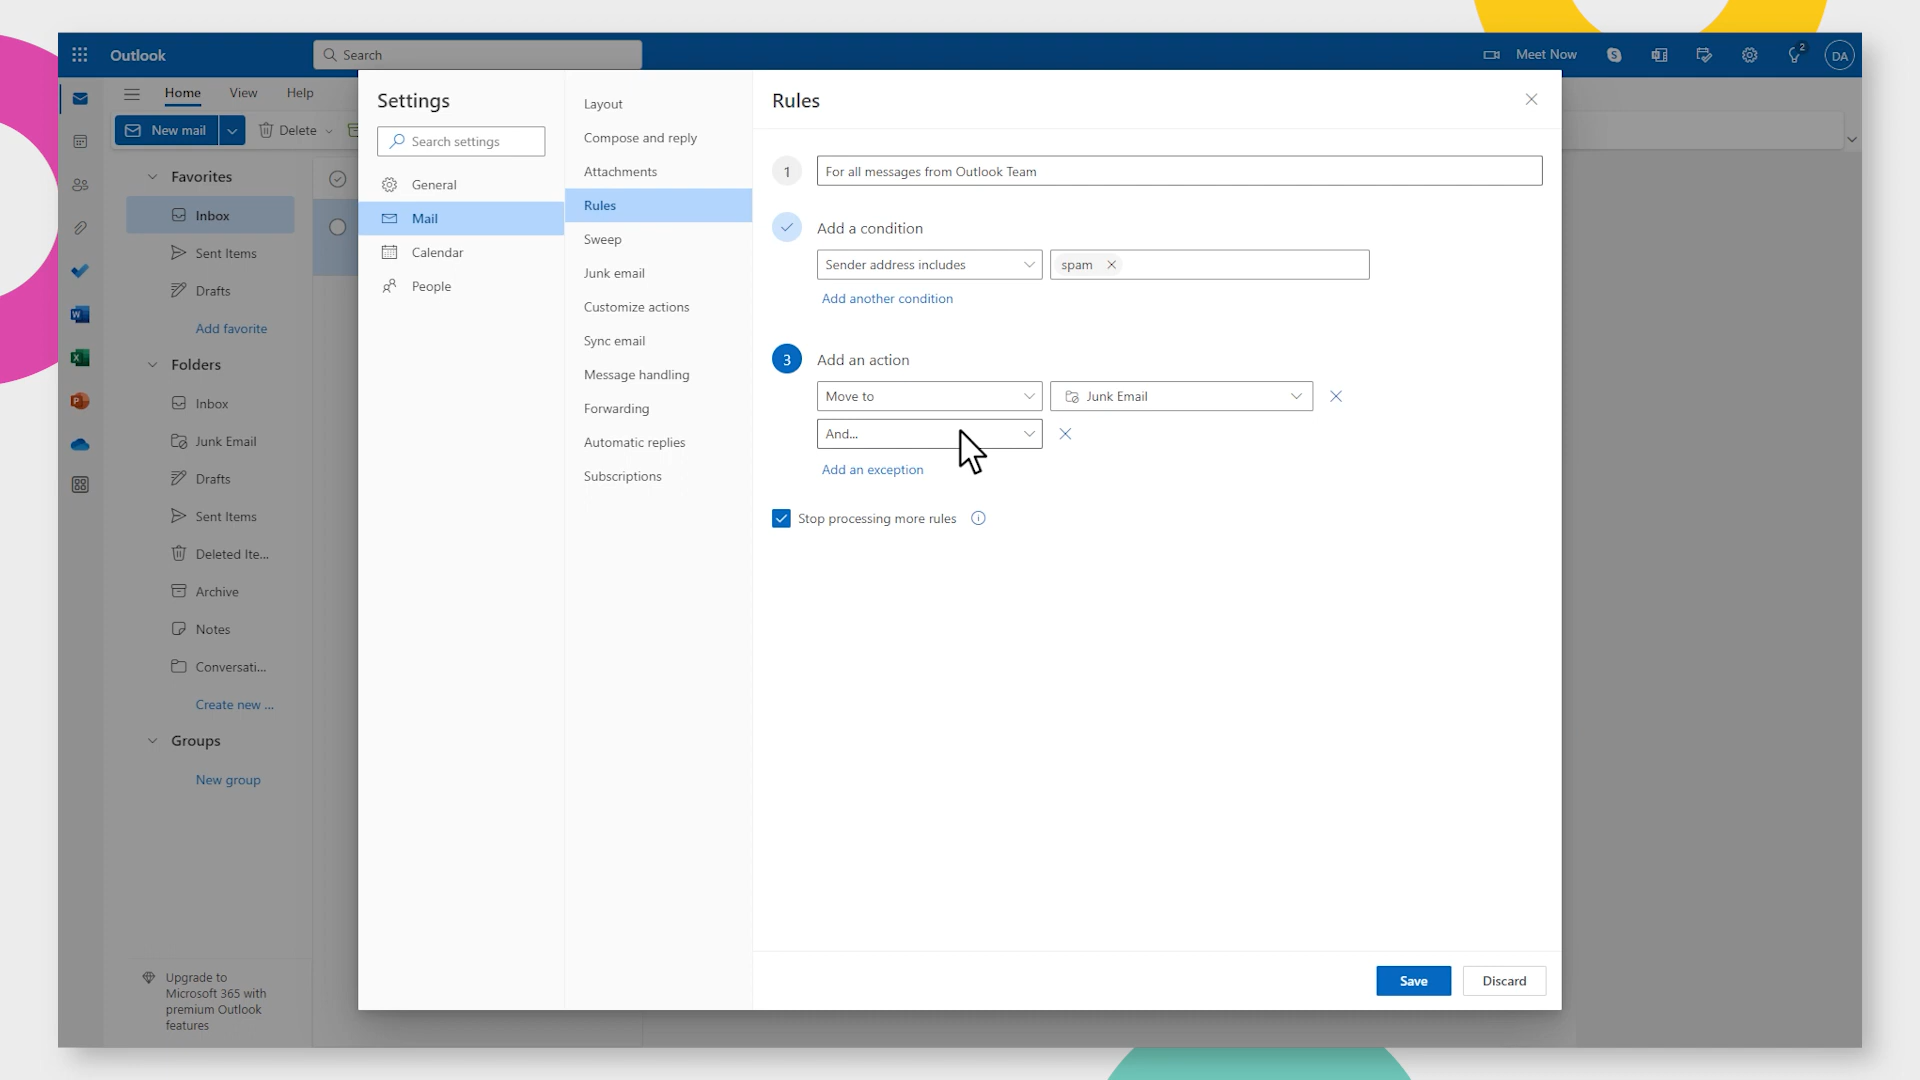 Outlook
Search
Meet Now
2
DA
Home
View
Help
New mail
Delete
Favorites
Inbox
Sent Items
Drafts
Add favorite
Folders
Inbox
Junk Email
Drafts
Sent Items
Deleted Ite...
Archive
Notes
Conversati...
Create new ...
Groups
New group
Upgrade to
Microsoft 365 with
premium Outlook
features
Settings
Search settings
General
Mail
Calendar
People
Layout
Compose and reply
Attachments
Rules
Sweep
Junk email
Customize actions
Sync email
Message handling
Forwarding
Automatic replies
Subscriptions
Rules
1
For all messages from Outlook Team
Add a condition
Sender address includes
spam
Add another condition
3
Add an action
Move to
Junk Email
And...
Add an exception
Stop processing more rules
Save
Discard